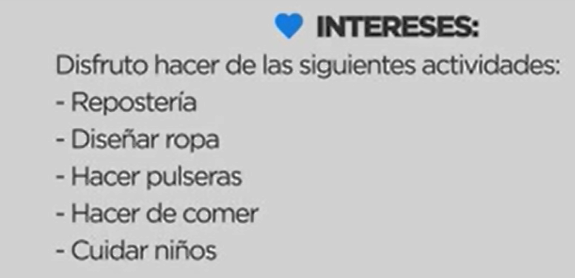 INTERESES:
Disfruto hacer de las siguientes actividades:
- Repostería
- Diseñar ropa
- Hacer pulseras
- Hacer de comer
- Cuidar niños